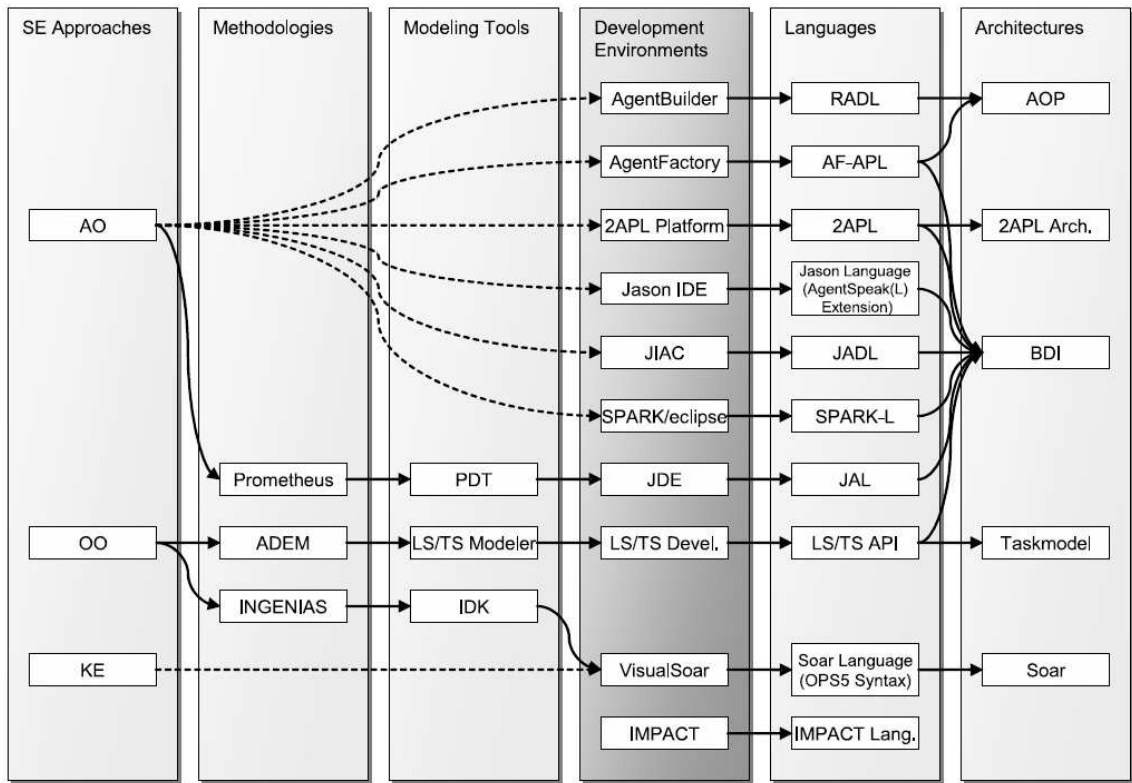 SE Approaches
Methodologies
Modeling Tools
Development
Environments
Languages
Architectures
AgentBuilder
RADL
AOP
AgentFactory
AF-APL
AO
2APL Platform
2APL
2APL Arch.
Jason IDE
Jason Language
(AgentSpeak(L)
Extension)
JIAC
JADL
BDI
SPARK/eclipse
SPARK-L
Prometheus
PDT
JDE
JAL
OO
ADEM
LS/TS Modeler
LS/TS Devel.
LS/TS API
Taskmodel
INGENIAS
IDK
KE
VisualSoar
Soar Language
(OPS5 Syntax)
Soar
IMPACT
IMPACT Lang.